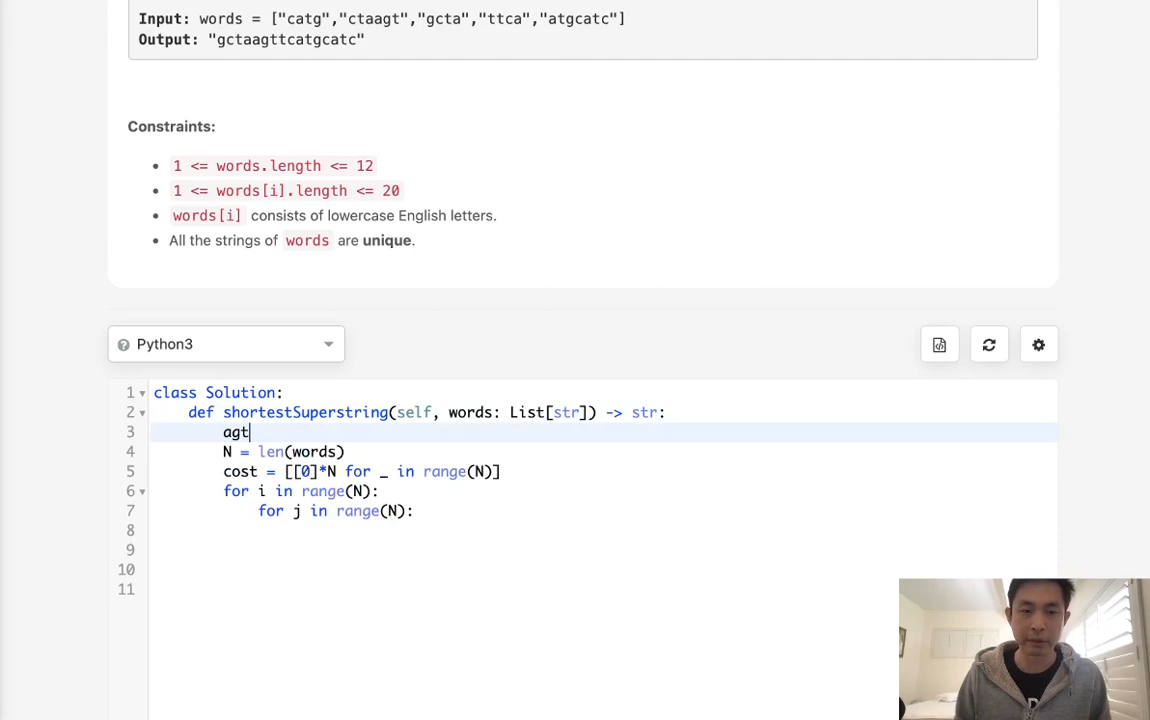 Input: words = ["catg","ctaagt","gcta","ttca","atgcatc"]
Output: "gctaagttcatgcatc"
Constraints:
1 <= words.length <= 12
1 <= words[i].length <= 20
words[i] consists of lowercase English letters.
All the strings of words are unique.
Python3
1 class Solution:
2 def shortestSuperstring(self, words: List[str]) -> str:
3 agt
4 N = len(words)
5 cost = [[0]*N for _ in range(N)]
6 for i in range(N):
7 for j in range(N):
8
9
10
11